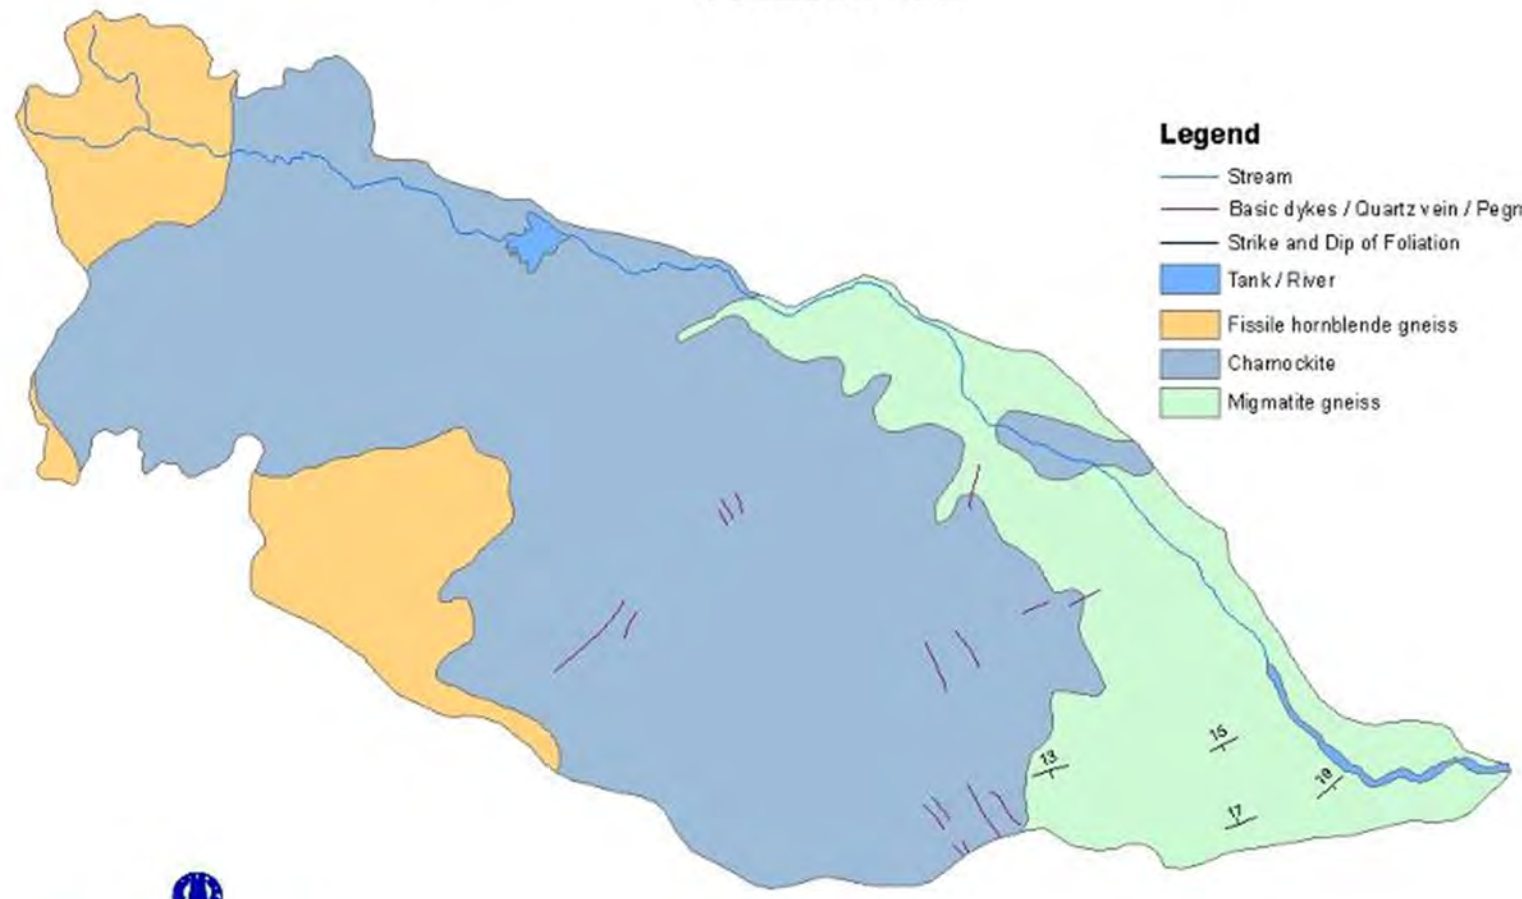 Legend
Stream
Basic dykes / Quartz vein / Pegn
Strike and Dip of Foliation
Tank / River
Fissile hornblende gneiss
Charnockite
Migmatite gneiss
15
13
17